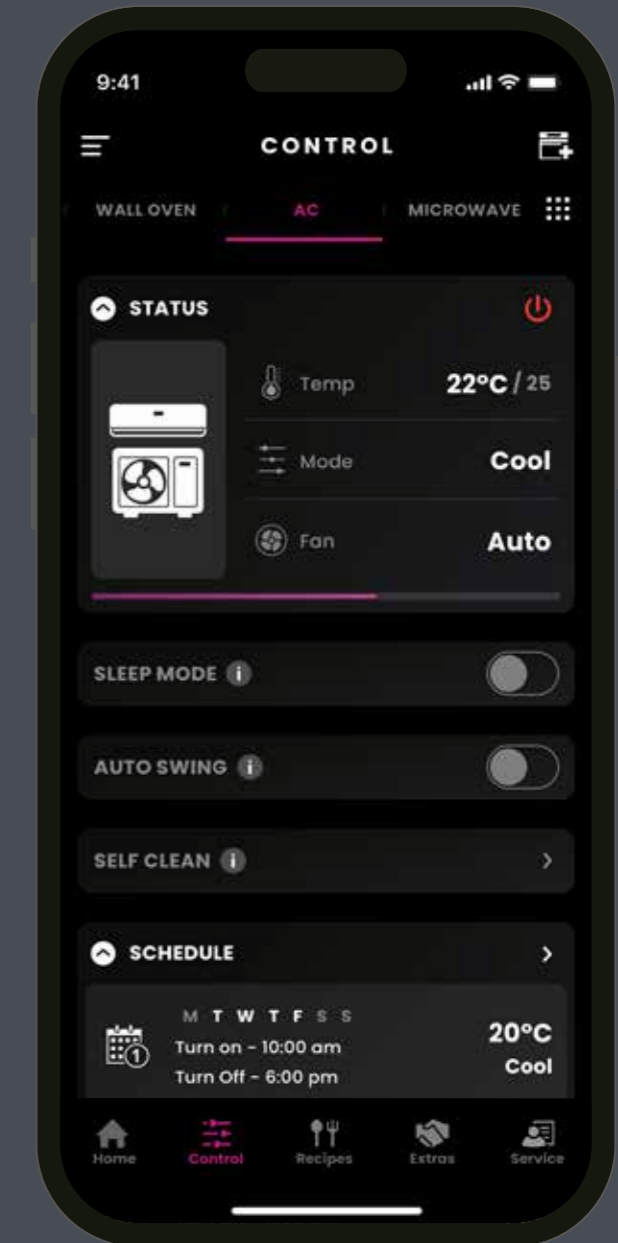 9:41
CONTROL
WALL OVEN
AC
MICROWAVE
STATUS
Temp 22°C / 25
Mode Cool
Fan Auto
SLEEP MODE i
AUTO SWING i
SELF CLEAN i
SCHEDULE
M T W T F S S
1
Turn on - 10:00 am
Turn Off - 6:00 pm
20°C
Cool
Home Control Recipes Extras Service